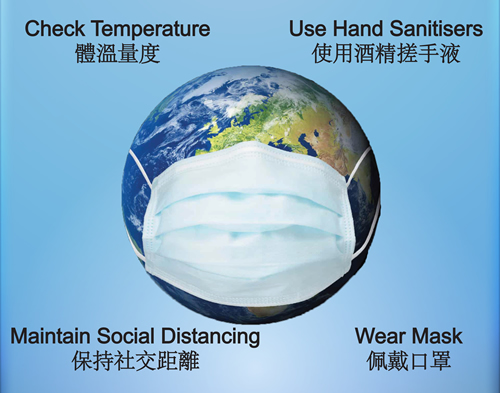 Check Temperature
體溫量度
Use Hand Sanitisers
使用酒精搓手液
Maintain Social Distancing
保持社交距離
Wear Mask
佩戴口罩